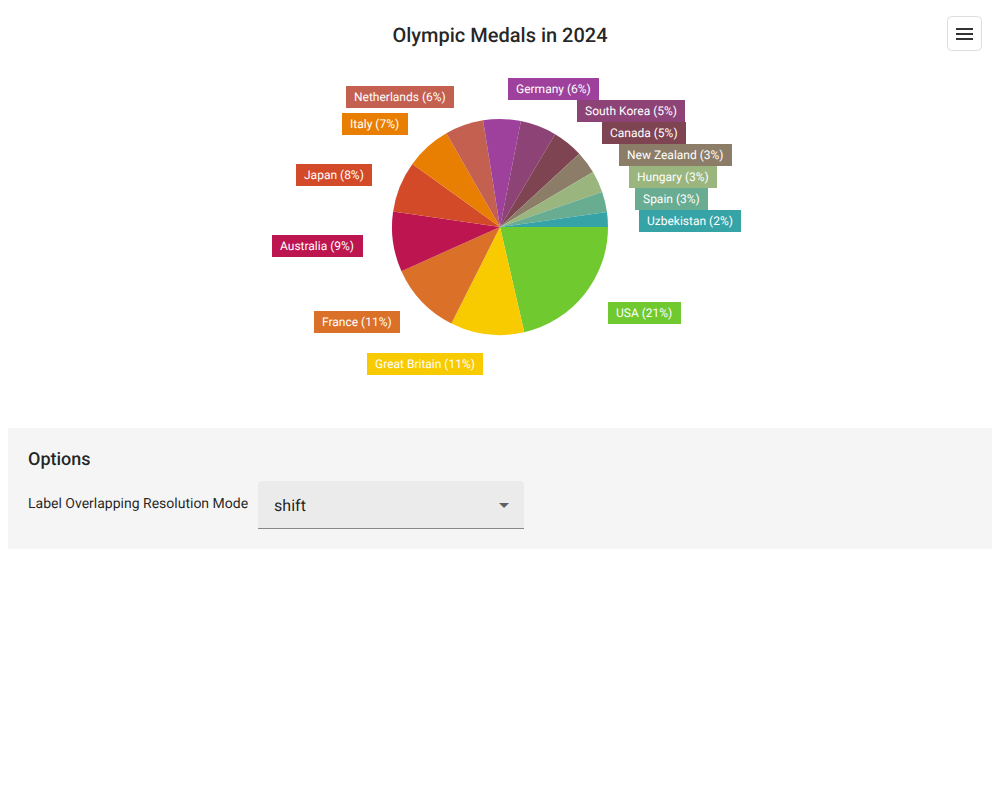 Olympic Medals in 2024
Germany (6%)
Netherlands (6%)
South Korea (5%)
Italy (7%)
Canada (5%)
New Zealand (3%)
Japan (8%)
Hungary (3%)
Spain (3%)
Uzbekistan (2%)
Australia (9%)
USA (21%)
France (11%)
Great Britain (11%)
Options
Label Overlapping Resolution Mode
shift